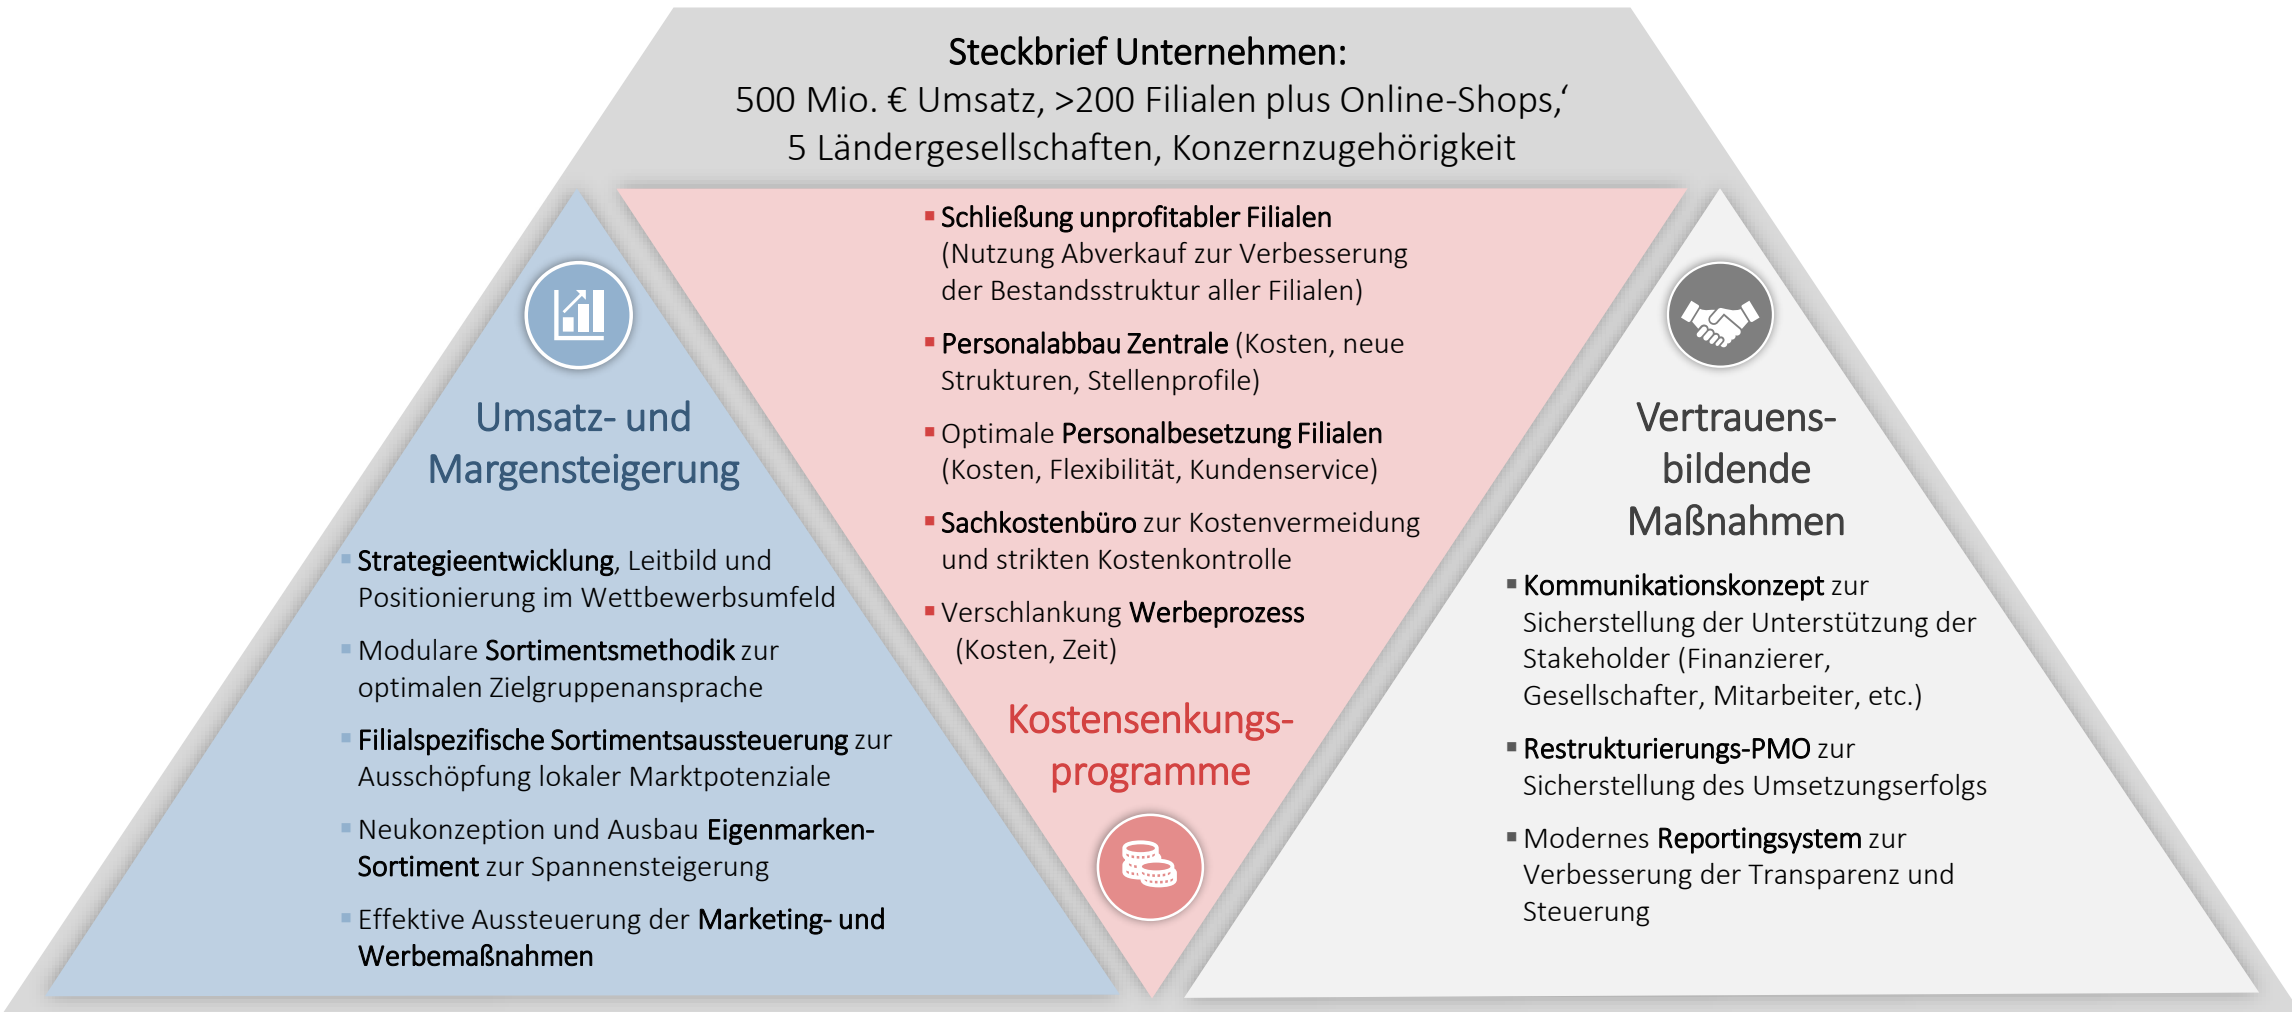 Steckbrief Unternehmen:
500 Mio. € Umsatz, >200 Filialen plus Online-Shops,‘
5 Ländergesellschaften, Konzernzugehörigkeit
Umsatz- und
Margensteigerung
▪ Strategieentwicklung, Leitbild und
Positionierung im Wettbewerbsumfeld
▪ Modulare Sortimentsmethodik zur
optimalen Zielgruppenansprache
▪ Filialspezifische Sortimentsaussteuerung zur
Ausschöpfung lokaler Marktpotenziale
▪ Neukonzeption und Ausbau Eigenmarken-
Sortiment zur Spannensteigerung
▪ Effektive Aussteuerung der Marketing- und
Werbemaßnahmen
▪ Schließung unprofitabler Filialen
(Nutzung Abverkauf zur Verbesserung
der Bestandsstruktur aller Filialen)
▪ Personalabbau Zentrale (Kosten, neue
Strukturen, Stellenprofile)
▪ Optimale Personalbesetzung Filialen
(Kosten, Flexibilität, Kundenservice)
▪ Sachkostenbüro zur Kostenvermeidung
und strikten Kostenkontrolle
▪ Verschlankung Werbeprozess
(Kosten, Zeit)
Kostensenkungs-
programme
Vertrauens-
bildende
Maßnahmen
▪ Kommunikationskonzept zur
Sicherstellung der Unterstützung der
Stakeholder (Finanzierer,
Gesellschafter, Mitarbeiter, etc.)
▪ Restrukturierungs-PMO zur
Sicherstellung des Umsetzungserfolgs
▪ Modernes Reportingsystem zur
Verbesserung der Transparenz und
Steuerung